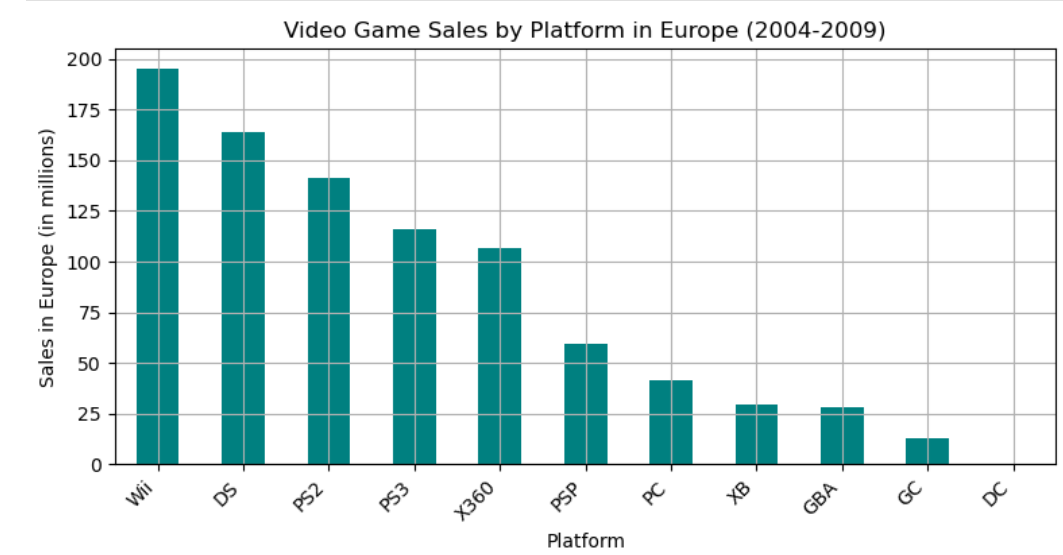 Video Game Sales by Platform in Europe (2004-2009)
Sales in Europe (in millions)
200
175
150
125
100
75
50
25
0
Wii
DS
PS2
PS3
X360
PSP
PC
XB
GBA
GC
DC
Platform